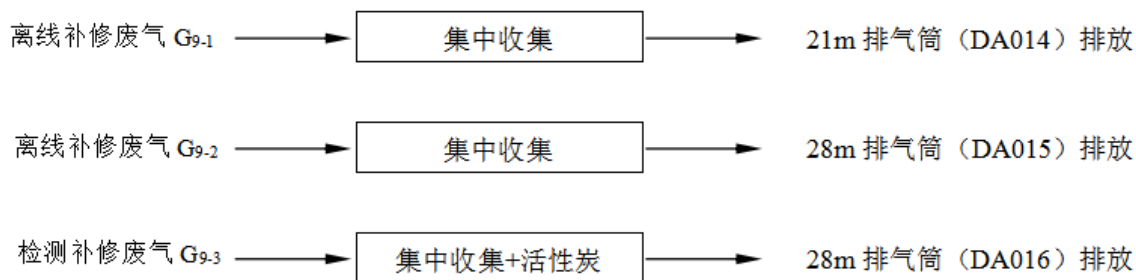 离线补修废气 G9-1 集中收集 21m 排气筒（DA014）排放
离线补修废气 G9-2 集中收集 28m 排气筒（DA015）排放
检测补修废气 G9-3 集中收集+活性炭 28m 排气筒（DA016）排放